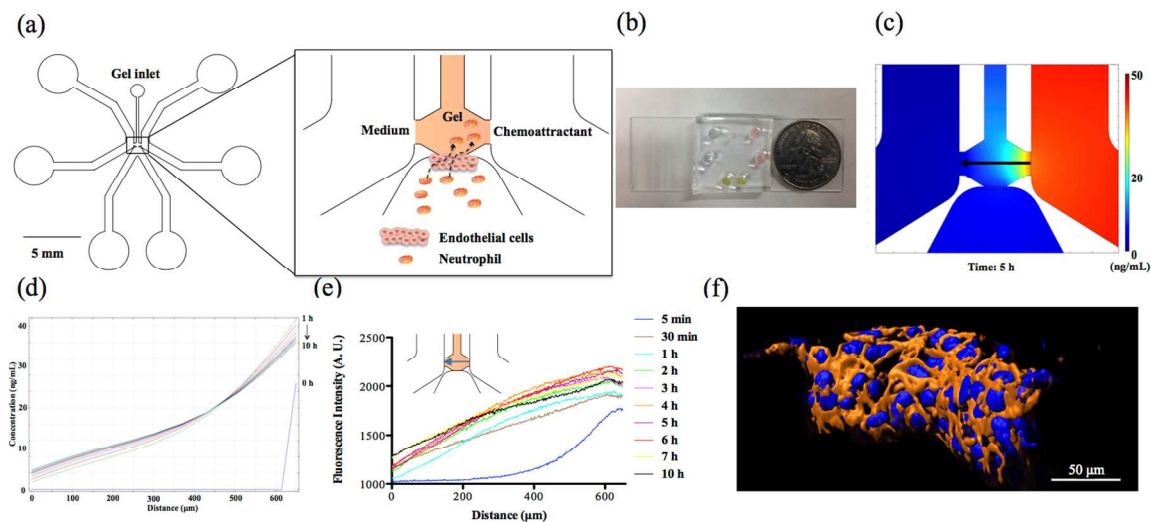 (a)
Gel inlet
5 mm
Medium
Gel
Chemoattractant
Endothelial cells
Neutrophil
(b)
(c)
50
20
0
(ng/mL)
Time: 5 h
(d)
Concentration (ng/mL)
40
30
20
10
0
0 100 200 300 400 500 600
Distance (μm)
1 h
10 h
0 h
(e)
Fluorescence Intensity (A. U.)
2500
2000
1500
1000
0 200 400 600
Distance (μm)
5 min
30 min
1 h
2 h
3 h
4 h
5 h
6 h
7 h
10 h
(f)
50 μm